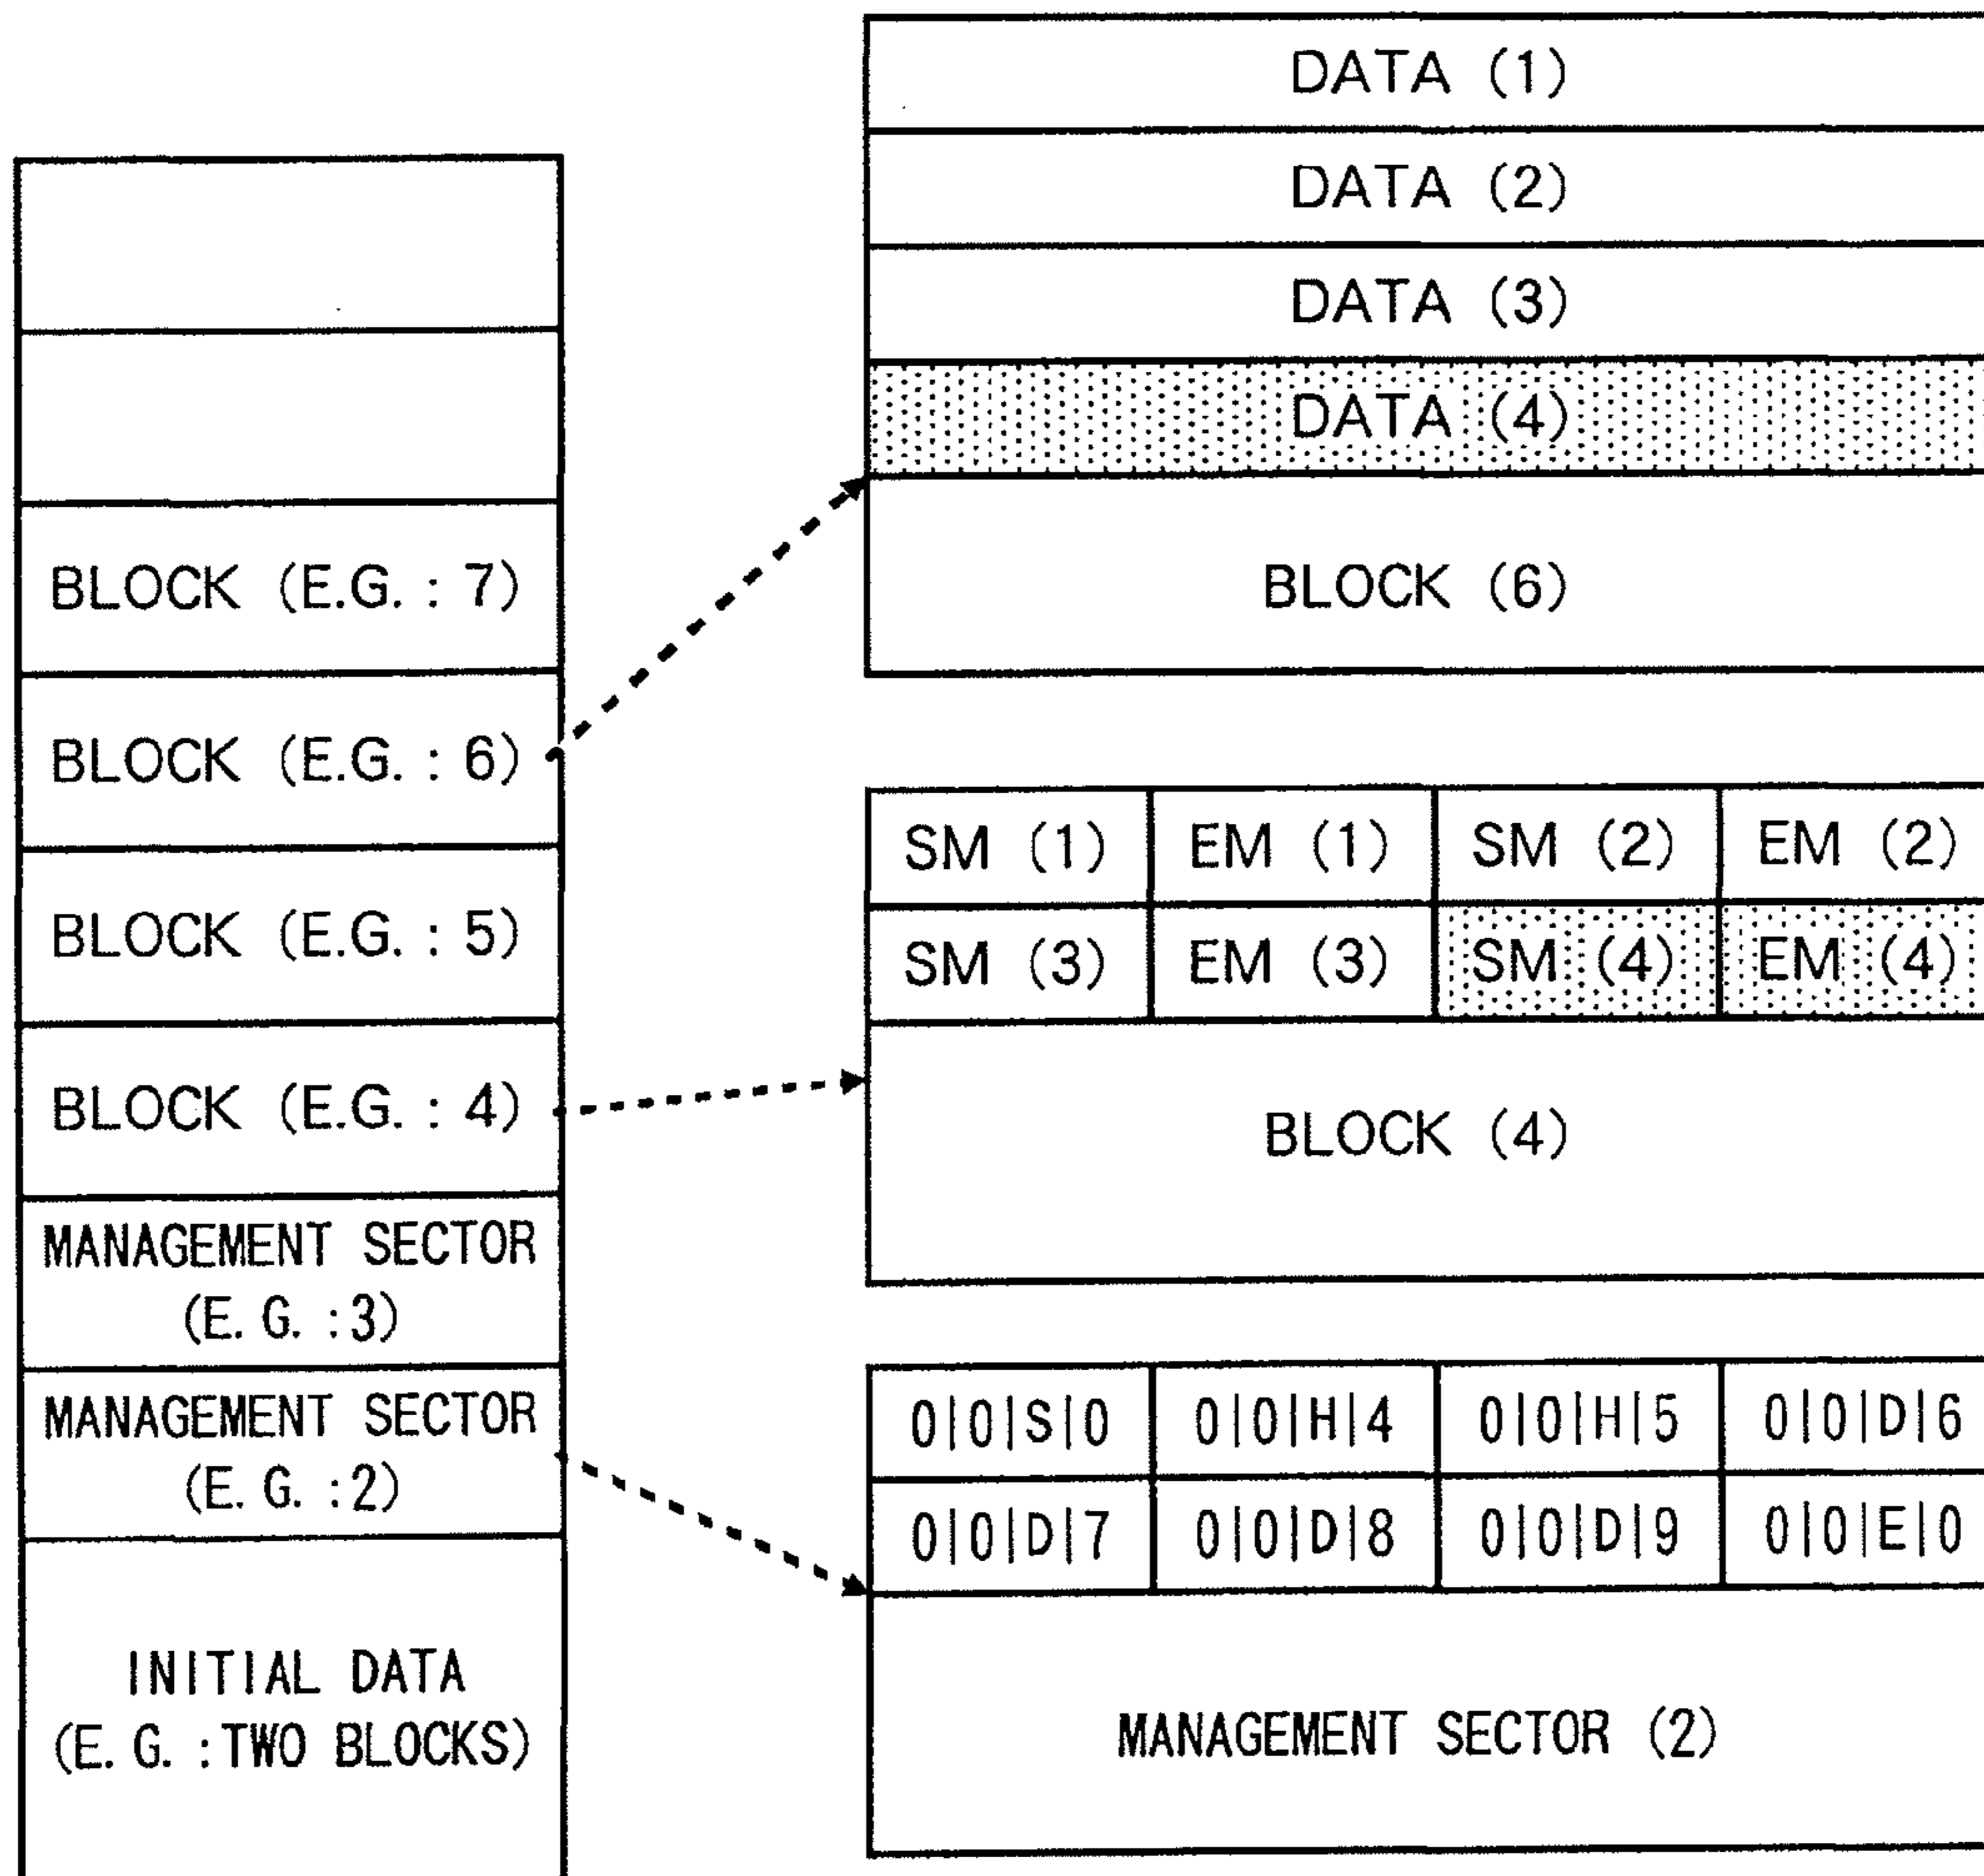 BLOCK (E.G. : 7)
BLOCK (E.G. : 6)
BLOCK (E.G. : 5)
BLOCK (E.G. : 4)
MANAGEMENT SECTOR
(E. G. :3)
MANAGEMENT SECTOR
(E. G. :2)
INITIAL DATA
(E. G. :TWO BLOCKS)
DATA (1)
DATA (2)
DATA (3)
DATA (4)
BLOCK (6)
SM (1) EM (1) SM (2) EM (2)
SM (3) EM (3) SM (4) EM (4)
BLOCK (4)
0|0|S|0 0|0|H|4 0|0|H|5 0|0|D|6
0|0|D|7 0|0|D|8 0|0|D|9 0|0|E|0
MANAGEMENT SECTOR (2)